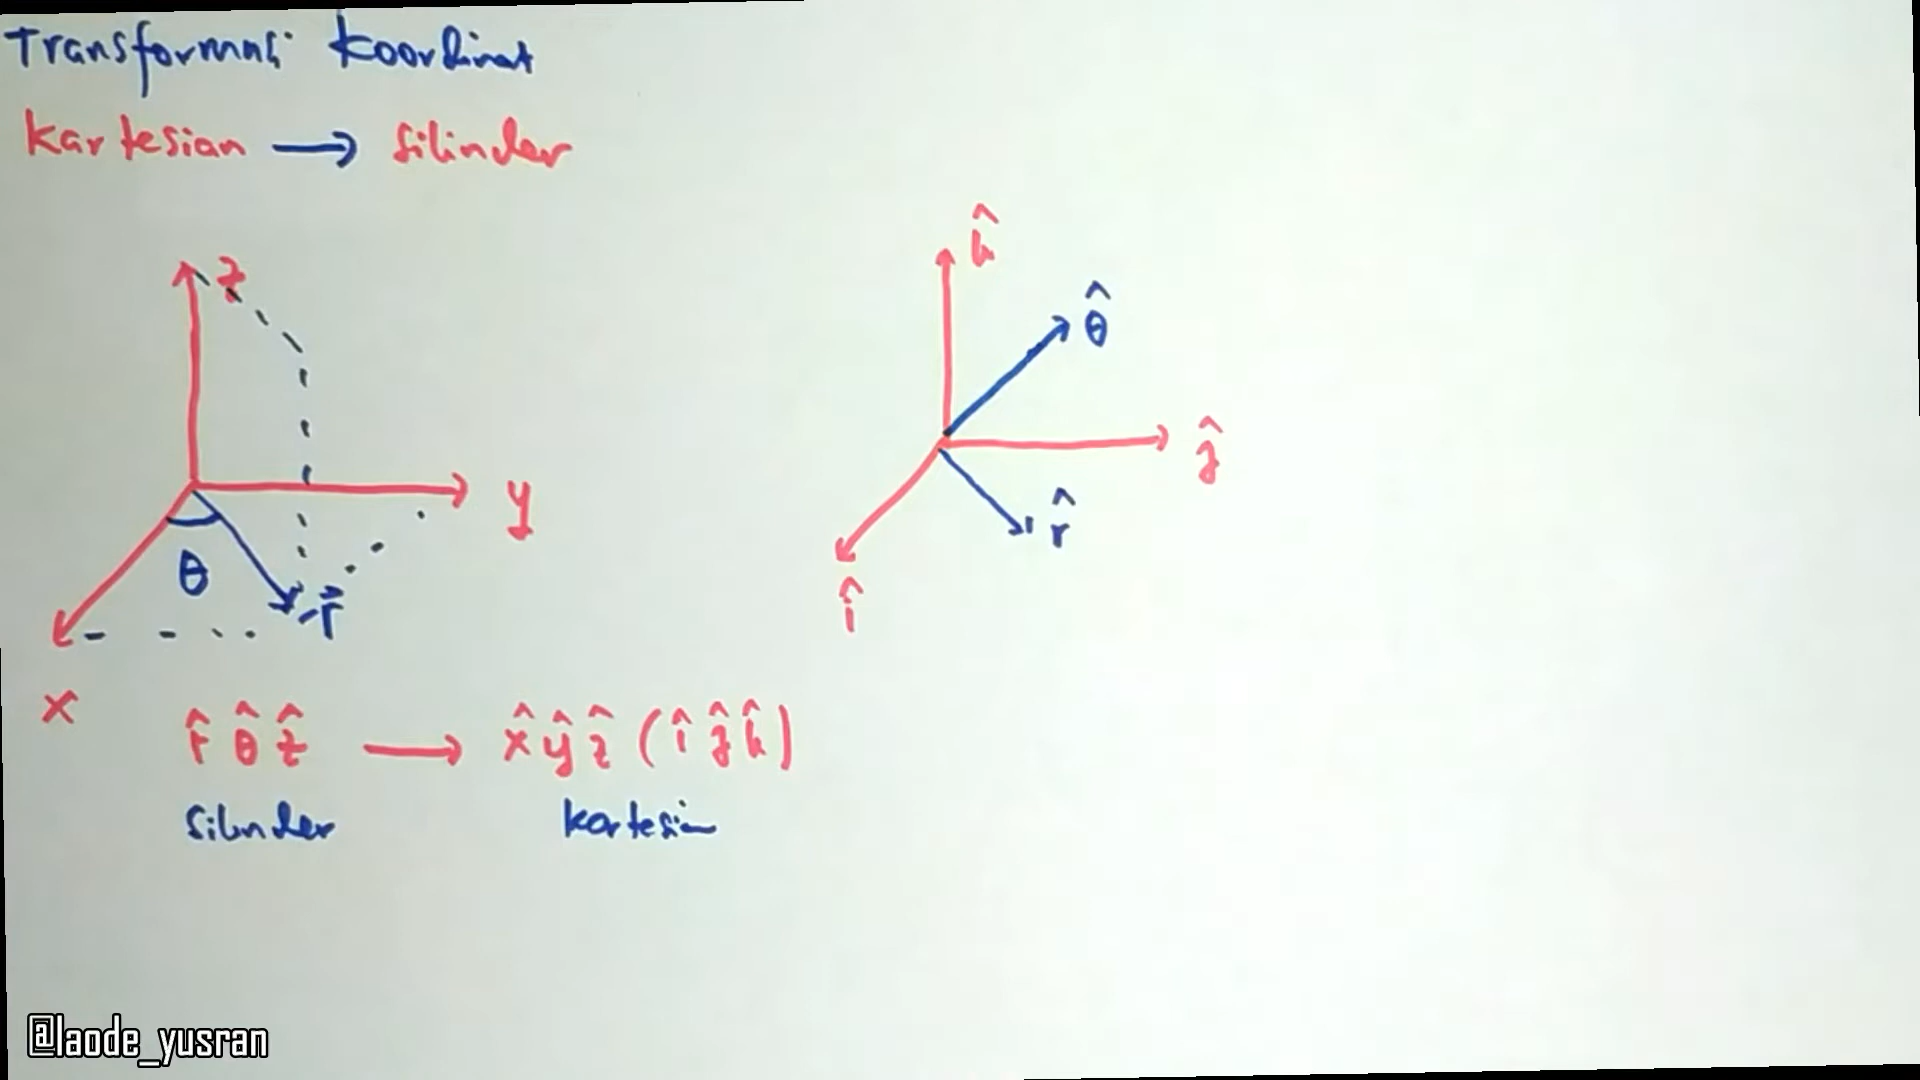 Transformasi Koordinat
Kartesian → Silinder
z
y
θ
r⃗
x
r̂ θ̂ ẑ → x̂ ŷ ẑ (î ĵ k̂)
Silinder
kartesian
k̂
θ̂
ĵ
r̂
î
@laode_yusran